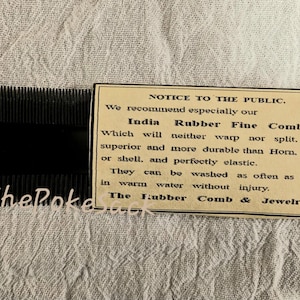 NOTICE TO THE PUBLIC.
We recommend especially our
India Rubber Fine Comb
Which will neither warp nor split.
superior and more durable than Horn.
or shell, and perfectly elastic.
They can be washed as often as
in warm water without injury.
The Rubber Comb & Jewelr
ThePokeSack